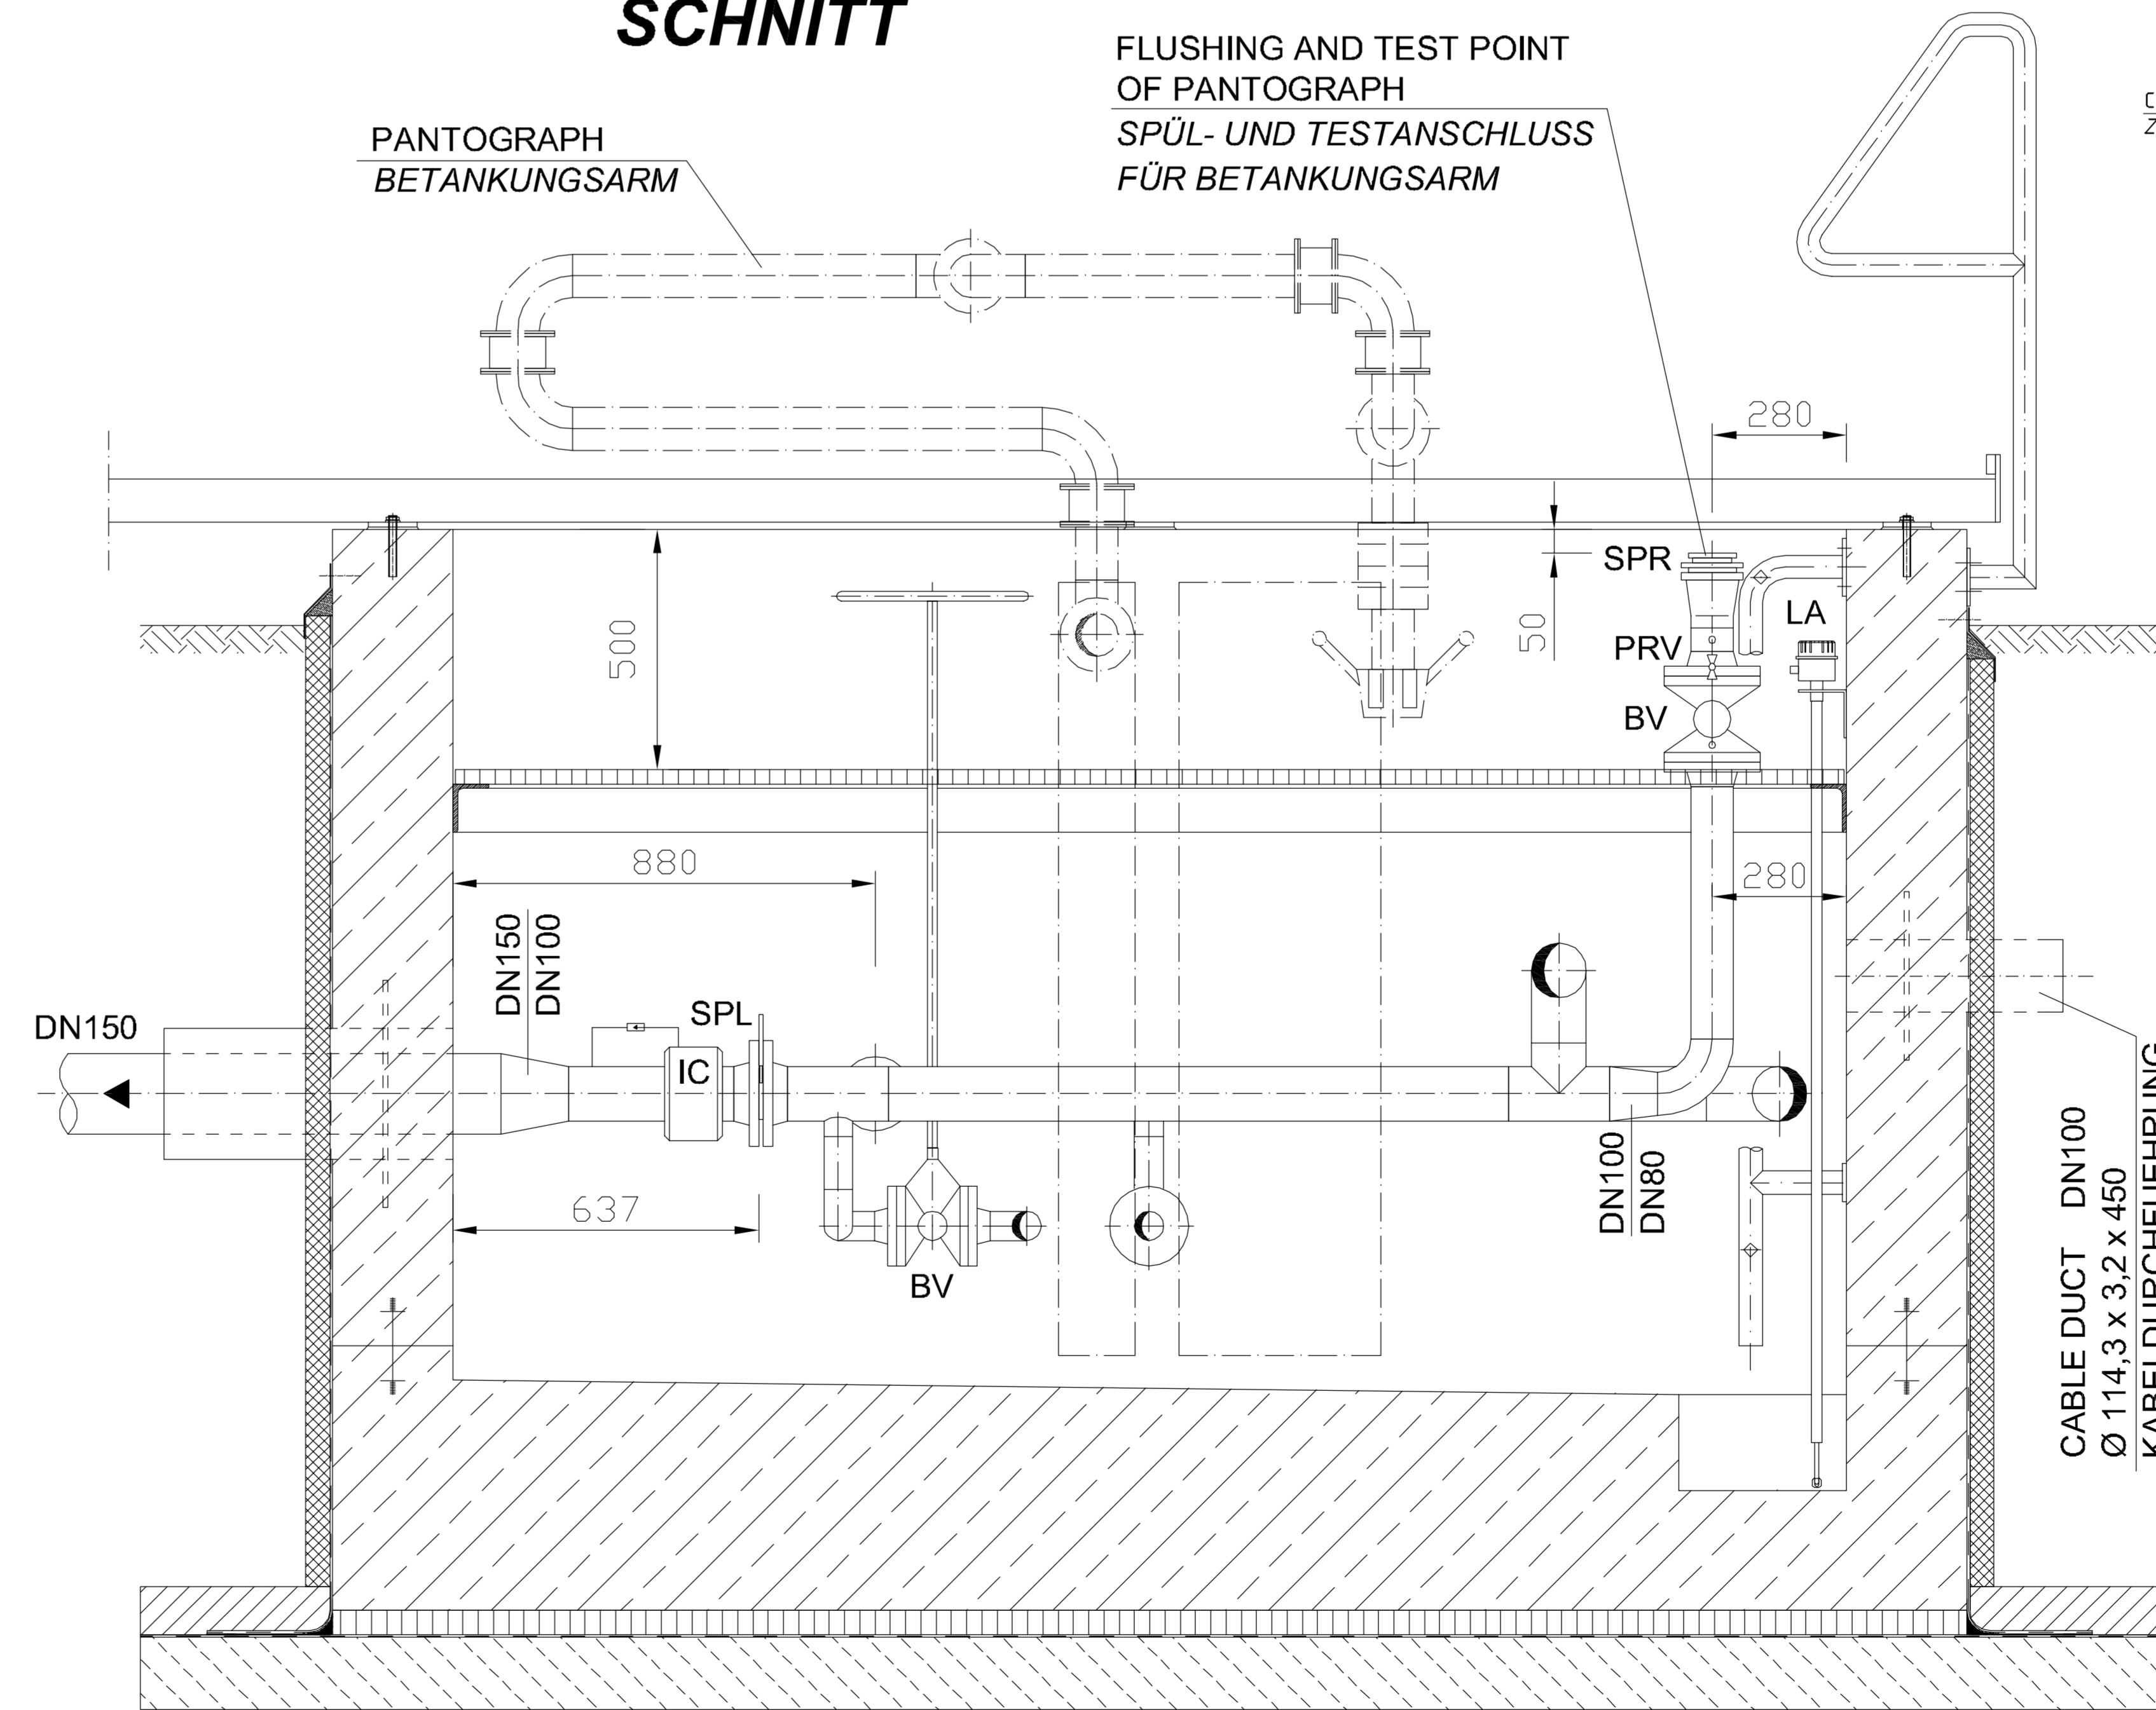 SCHNITT
FLUSHING AND TEST POINT
OF PANTOGRAPH
SPÜL- UND TESTANSCHLUSS
FÜR BETANKUNGSARM
PANTOGRAPH
BETANKUNGSARM
280
SPR
500
50
LA
PRV
BV
880
280
DN150
DN100
DN150
SPL
IC
637
BV
DN100
DN80
CABLE DUCT DN100
Ø 114,3 x 3,2 x 450
KABELDURCHFUEHRUNG